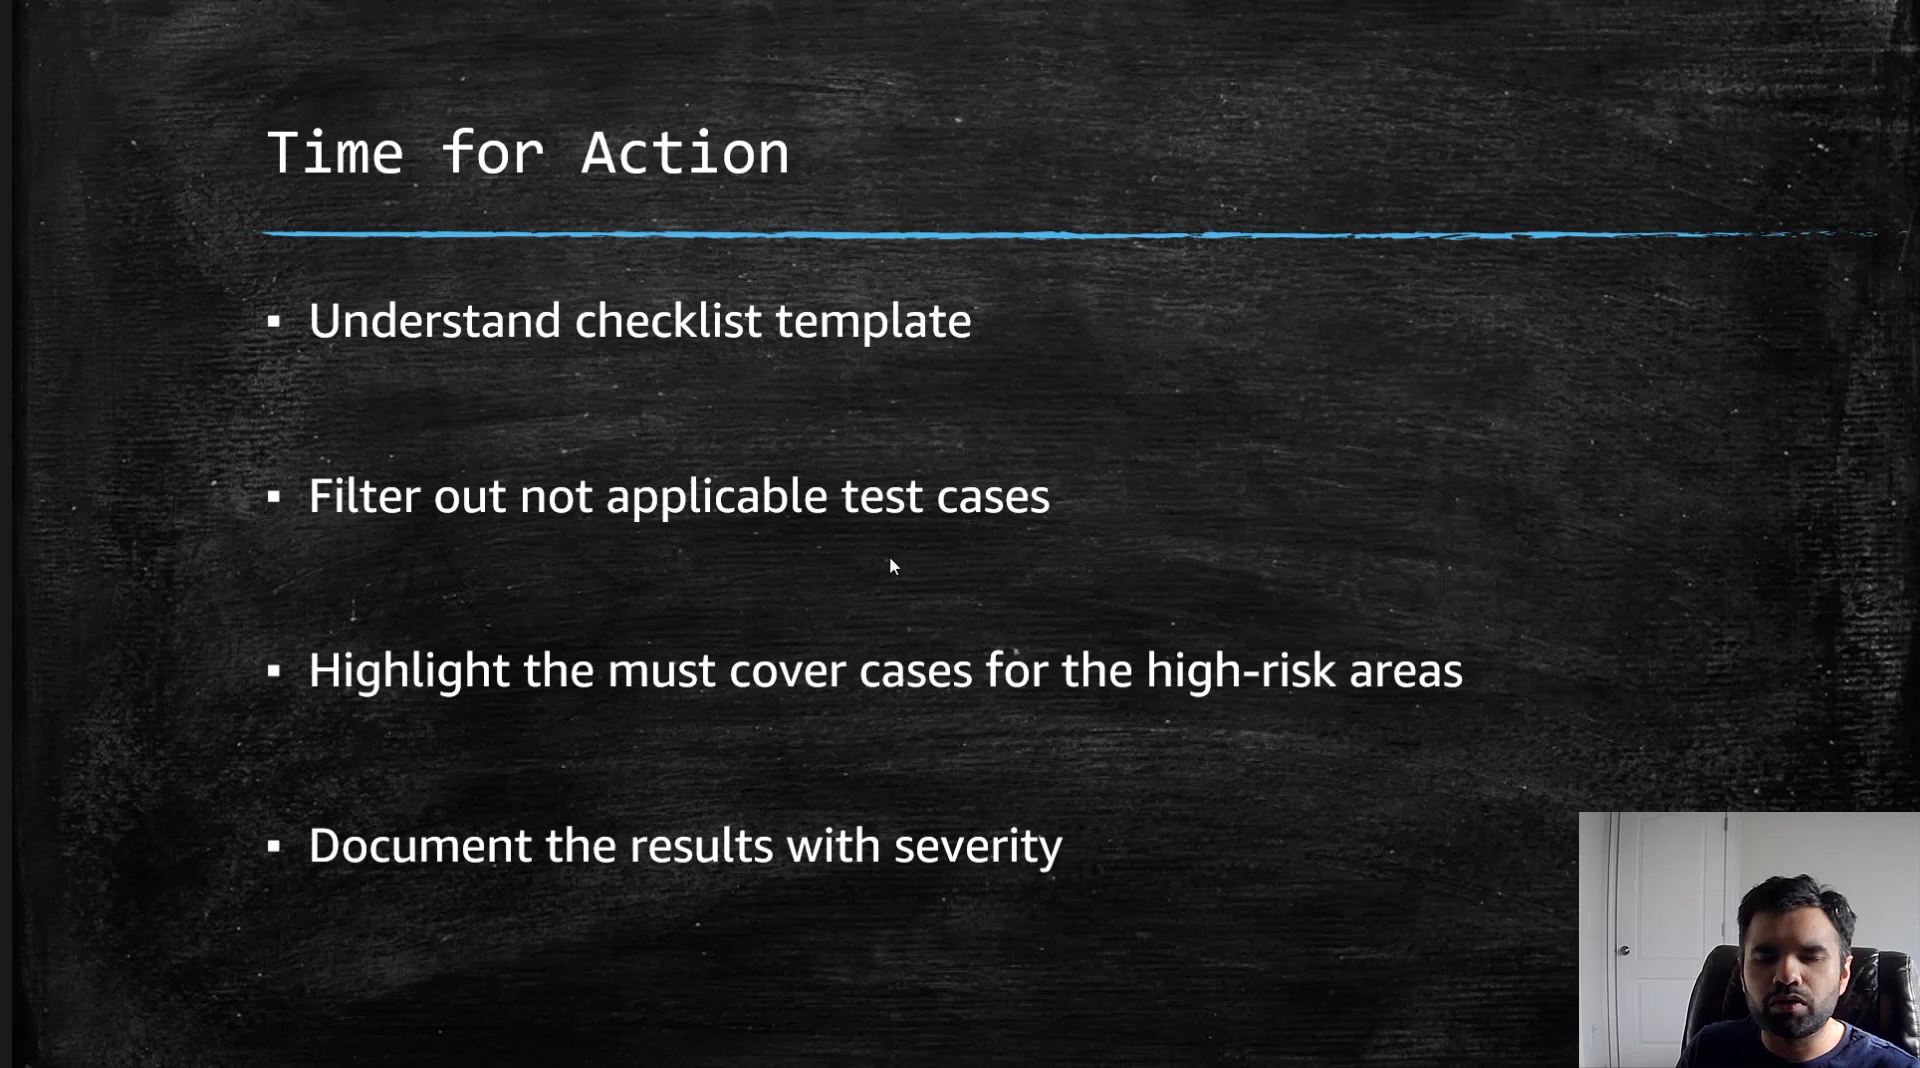 Time for Action
▪ Understand checklist template
▪ Filter out not applicable test cases
▪ Highlight the must cover cases for the high-risk areas
▪ Document the results with severity